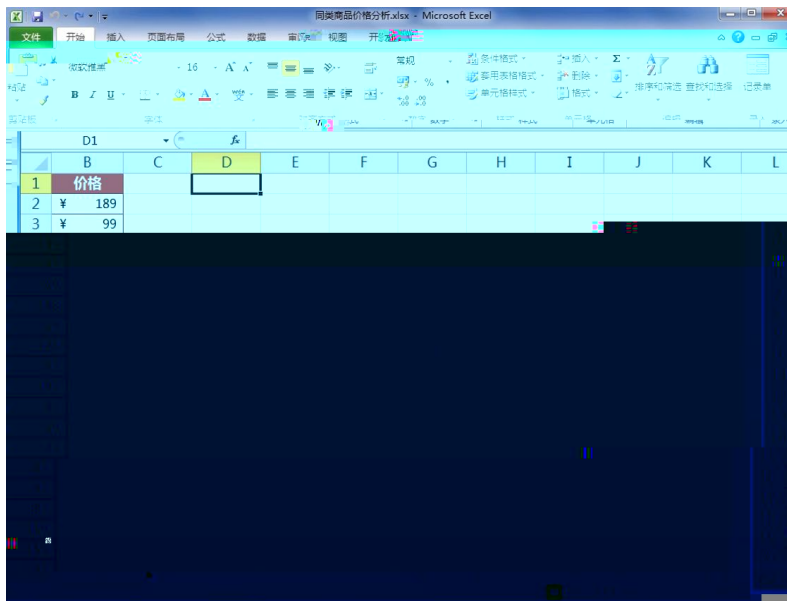 同类商品价格分析.xlsx - Microsoft Excel
文件 开始 插入 页面布局 公式 数据 视图
微软雅黑 16 A A 常规 条件格式 插入 Σ
套用表格格式 删除 排序和筛选 查找和选择 记录单
B I U A % 单元格样式 格式
D1 fx
B C D E F G H I J K L
1 价格
2 ¥ 189
3 ¥ 99